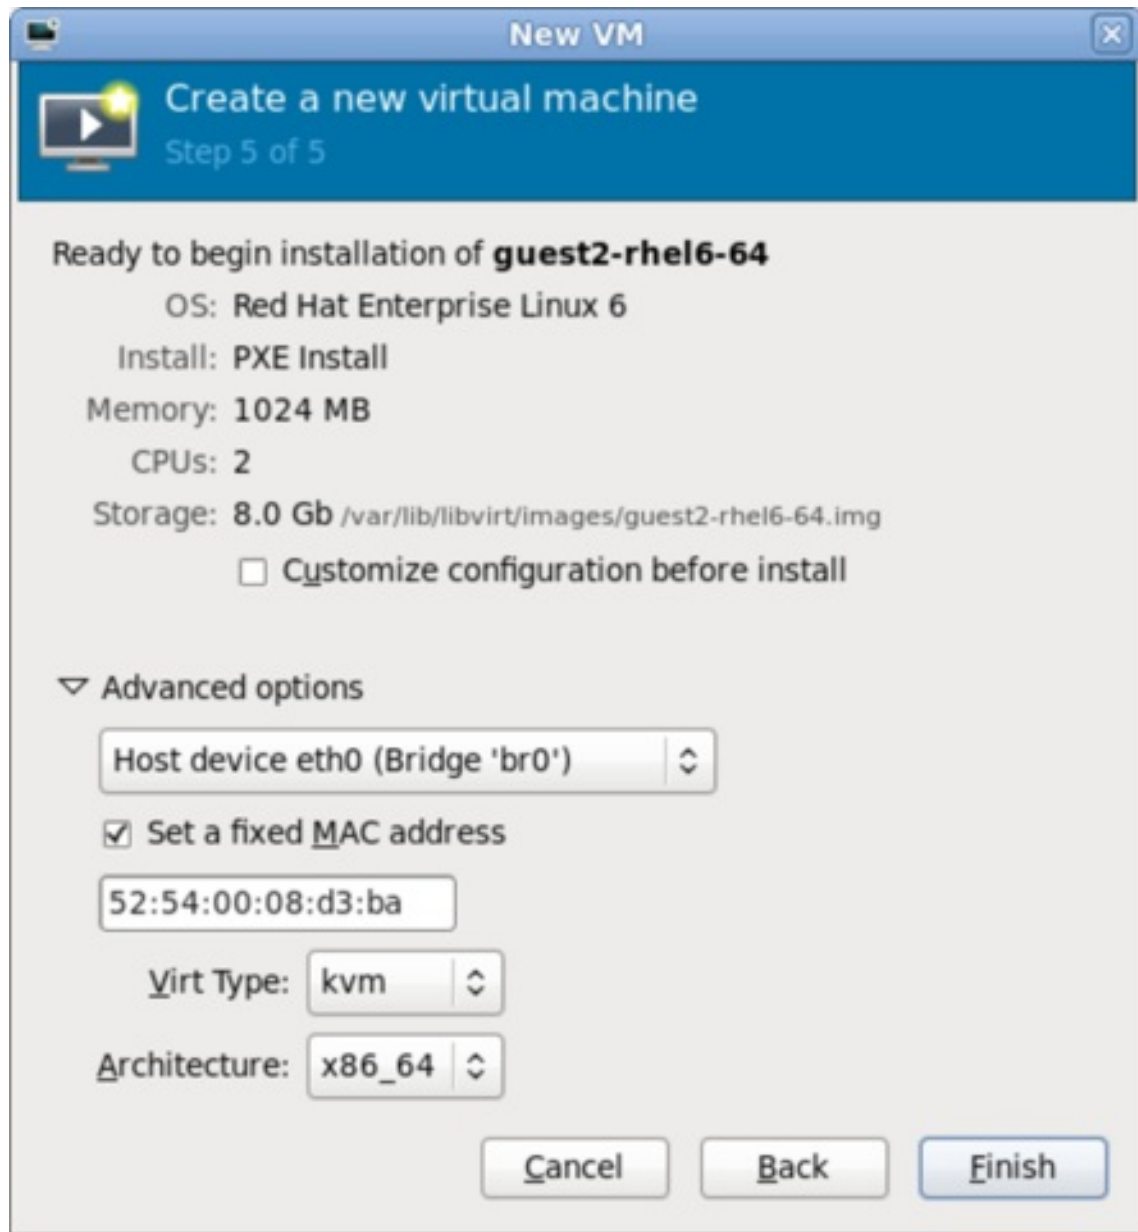 New VM
Create a new virtual machine
Step 5 of 5
Ready to begin installation of guest2-rhel6-64
OS: Red Hat Enterprise Linux 6
Install: PXE Install
Memory: 1024 MB
CPUs: 2
Storage: 8.0 Gb /var/lib/libvirt/images/guest2-rhel6-64.img
Customize configuration before install
Advanced options
Host device eth0 (Bridge 'br0')
Set a fixed MAC address
52:54:00:08:d3:ba
Virt Type: kvm
Architecture: x86_64
Cancel Back Finish